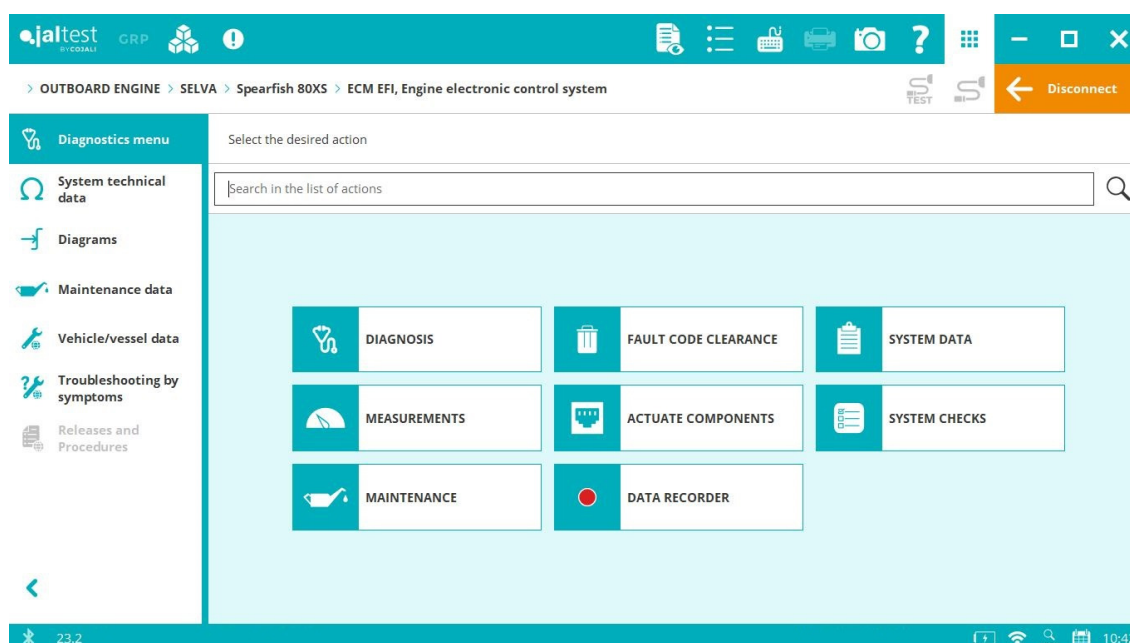 jaltest GRP
BY COJALI
> OUTBOARD ENGINE > SELVA > Spearfish 80XS > ECM EFI, Engine electronic control system
TEST
Disconnect
Diagnostics menu
System technical
data
Diagrams
Maintenance data
Vehicle/vessel data
Troubleshooting by
symptoms
Releases and
Procedures
Select the desired action
Search in the list of actions
DIAGNOSIS
FAULT CODE CLEARANCE
SYSTEM DATA
MEASUREMENTS
ACTUATE COMPONENTS
SYSTEM CHECKS
MAINTENANCE
DATA RECORDER
23.2
10:4